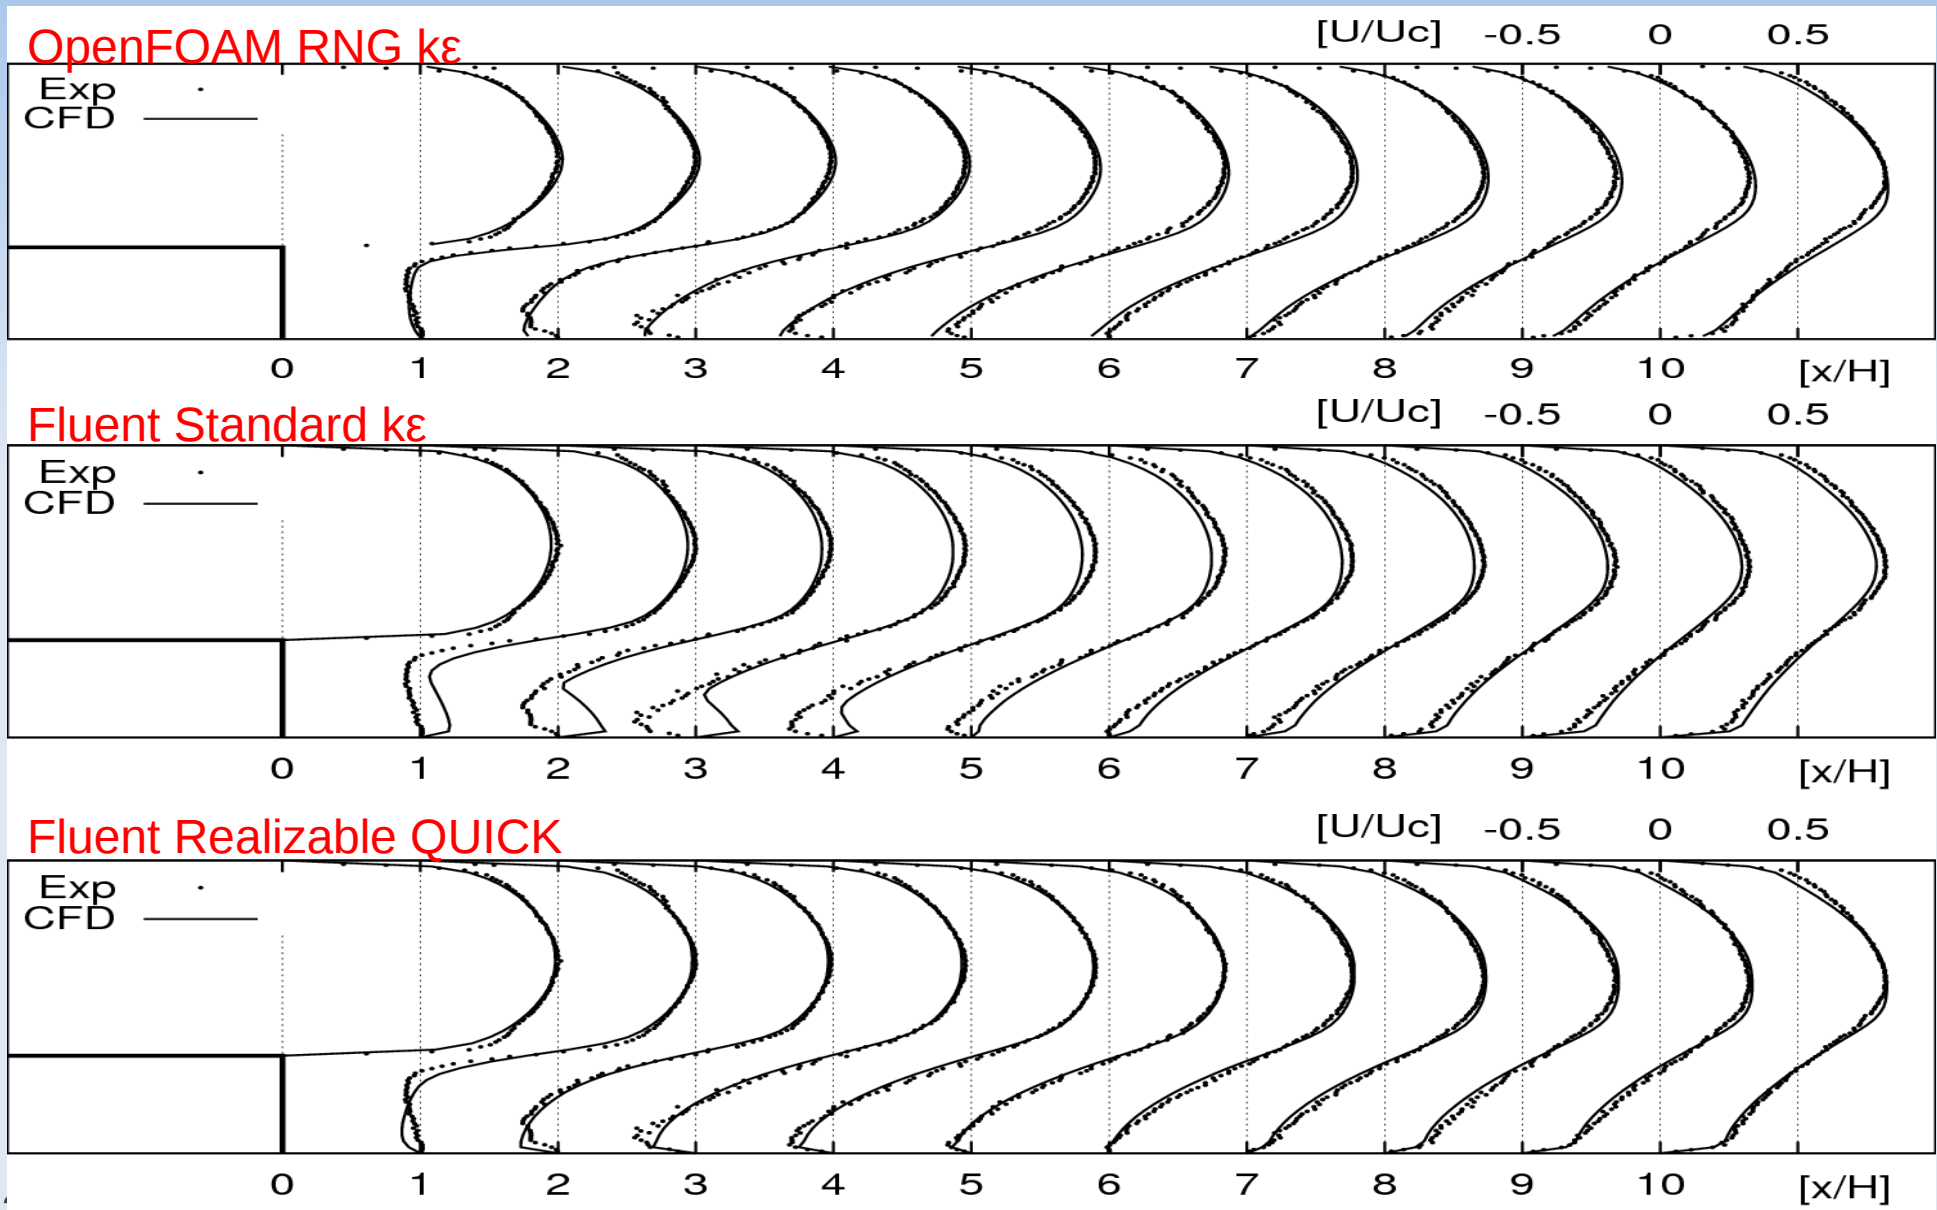 OpenFOAM RNG kε
[U/Uc] -0.5 0 0.5
Exp
CFD
0 1 2 3 4 5 6 7 8 9 10 [x/H]
Fluent Standard kε
[U/Uc] -0.5 0 0.5
Exp
CFD
0 1 2 3 4 5 6 7 8 9 10 [x/H]
Fluent Realizable QUICK
[U/Uc] -0.5 0 0.5
Exp
CFD
0 1 2 3 4 5 6 7 8 9 10 [x/H]